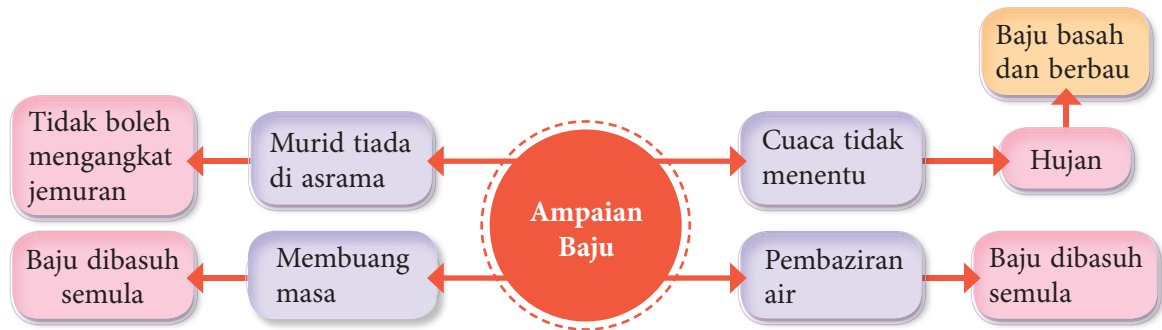 Baju basah
dan berbau
Tidak boleh
mengangkat
jemuran
Murid tiada
di asrama
Cuaca tidak
menentu
Hujan
Ampaian
Baju
Baju dibasuh
semula
Membuang
masa
Pembaziran
air
Baju dibasuh
semula